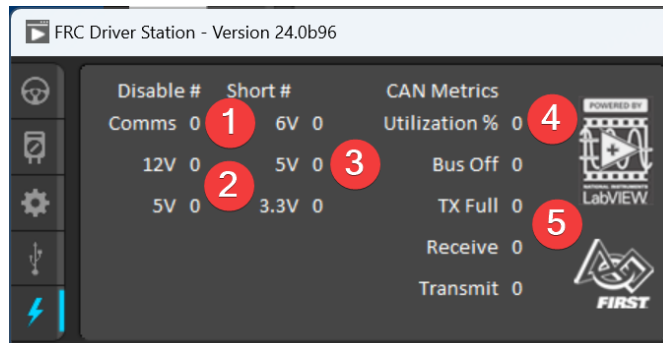 FRC Driver Station - Version 24.0b96
Disable # Short # CAN Metrics
Comms 0 1 6V 0 Utilization % 0 4
12V 0 2 5V 0 3 Bus Off 0
5V 0 3.3V 0 TX Full 0 5
Receive 0
Transmit 0
POWERED BY
NATIONAL INSTRUMENTS
LabVIEW
FIRST